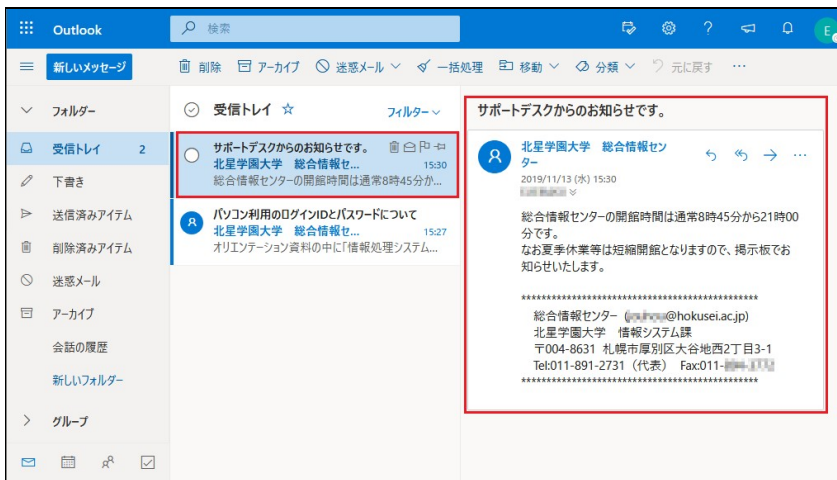 Outlook
検索
E
新しいメッセージ
削除
アーカイブ
迷惑メール
一括処理
移動
分類
元に戻す
フォルダー
受信トレイ 2
下書き
送信済みアイテム
削除済みアイテム
迷惑メール
アーカイブ
会話の履歴
新しいフォルダー
グループ
受信トレイ
フィルター
サポートデスクからのお知らせです。
北星学園大学 総合情報セ... 15:30
総合情報センターの開館時間は通常8時45分か...
パソコン利用のログインIDとパスワードについて
北星学園大学 総合情報セ... 15:27
オリエンテーション資料の中に「情報処理システム...
サポートデスクからのお知らせです。
北星学園大学 総合情報セン
ター
2019/11/13 (水) 15:30
総合情報センターの開館時間は通常8時45分から21時00
分です。
なお夏季休業等は短縮開館となりますので、掲示板でお
知らせいたします。
***********************************************
総合情報センター ( @hokusei.ac.jp)
北星学園大学 情報システム課
〒004-8631 札幌市厚別区大谷地西2丁目3-1
Tel:011-891-2731（代表） Fax:011-
***********************************************